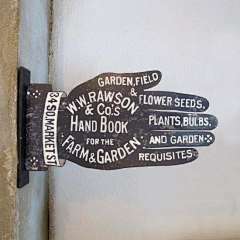 GARDEN, FIELD
& FLOWER SEEDS,
PLANTS, BULBS,
AND GARDEN
REQUISITES.
W.W. RAWSON
& CO.'S
HAND BOOK
FOR THE
FARM & GARDEN
34 SO. MARKET ST